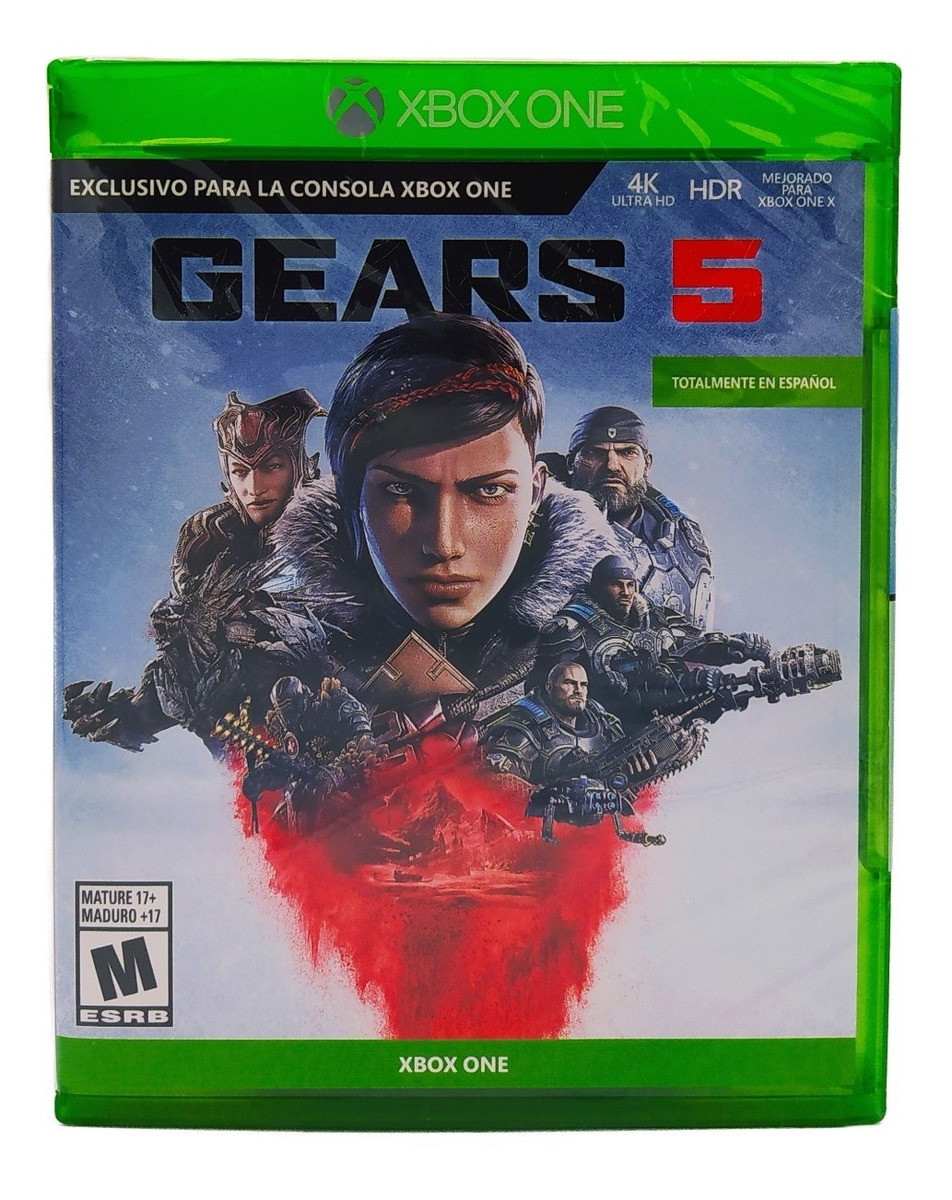 XBOX ONE
EXCLUSIVO PARA LA CONSOLA XBOX ONE
4K
ULTRA HD
HDR
MEJORADO
PARA
XBOX ONE X
GEARS 5
TOTALMENTE EN ESPAÑOL
MATURE 17+
MADURO +17
M
ESRB
XBOX ONE